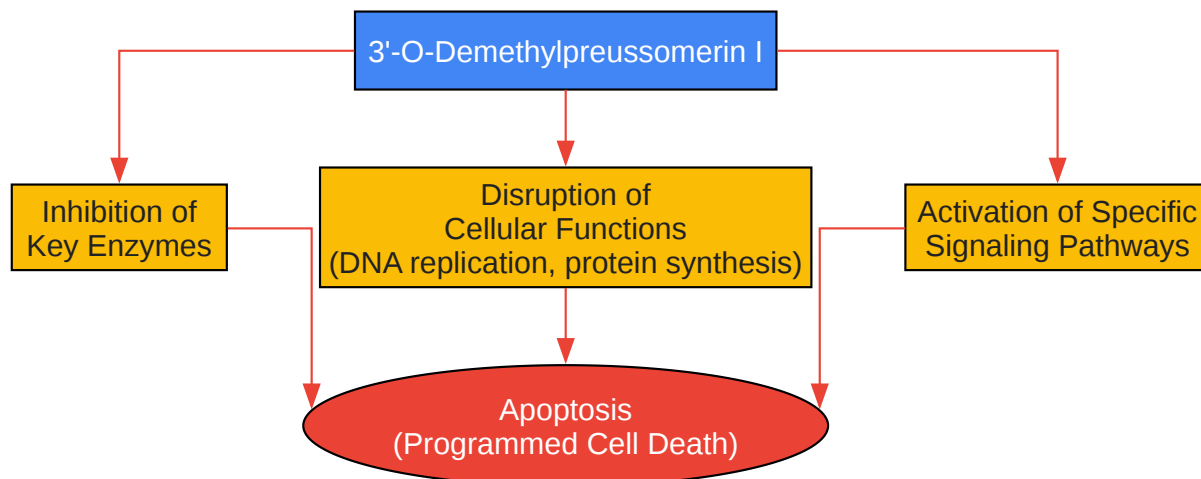 3'-O-Demethylpreussomerin I
Inhibition of
Key Enzymes
Disruption of
Cellular Functions
(DNA replication, protein synthesis)
Activation of Specific
Signaling Pathways
Apoptosis
(Programmed Cell Death)